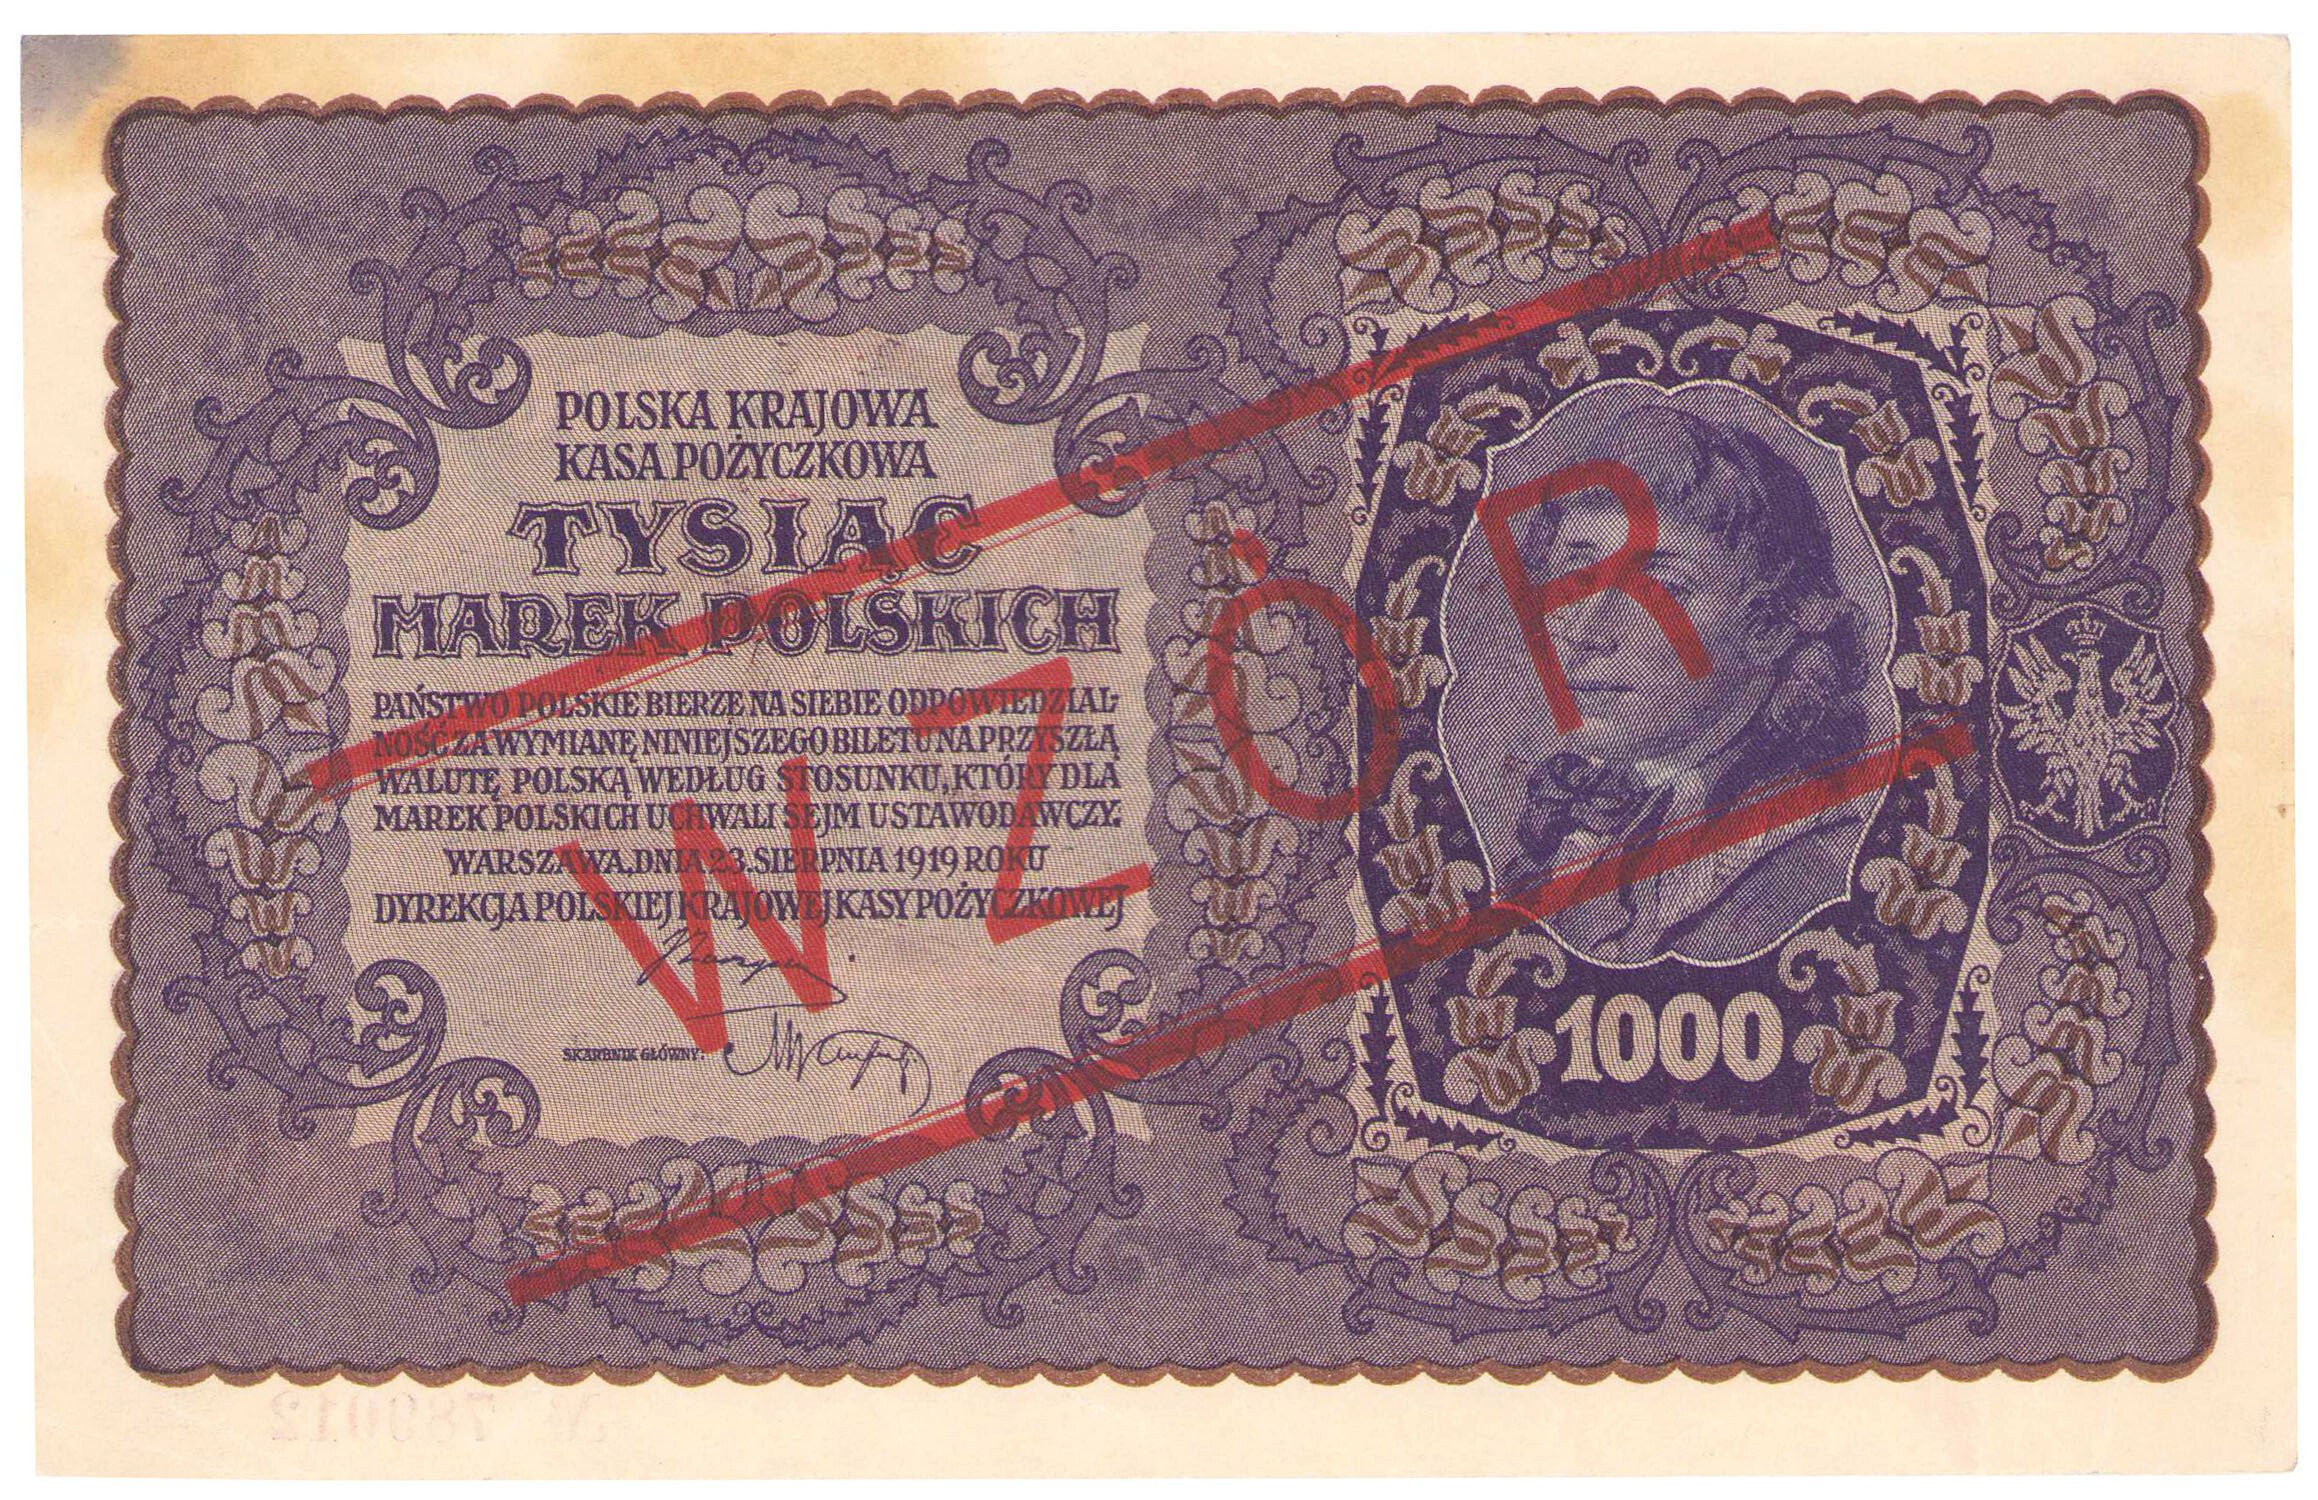 POLSKA KRAJOWA
KASA POŻYCZKOWA
TYSIĄC
MAREK POLSKICH
PAŃSTWO POLSKIE BIERZE NA SIEBIE ODPOWIEDZIAL-
NOŚĆ ZA WYMIANĘ NINIEJSZEGO BILETU NA PRZYSZŁĄ
WALUTĘ POLSKĄ WEDŁUG STOSUNKU, KTÓRY DLA
MAREK POLSKICH UCHWALI SEJM USTAWODAWCZY.
WARSZAWA, DNIA 23. SIERPNIA 1919 ROKU
DYREKCJA POLSKIEJ KRAJOWEJ KASY POŻYCZKOWEJ
SKARBNIK GŁÓWNY:
WZÓR
1000
№ 789012